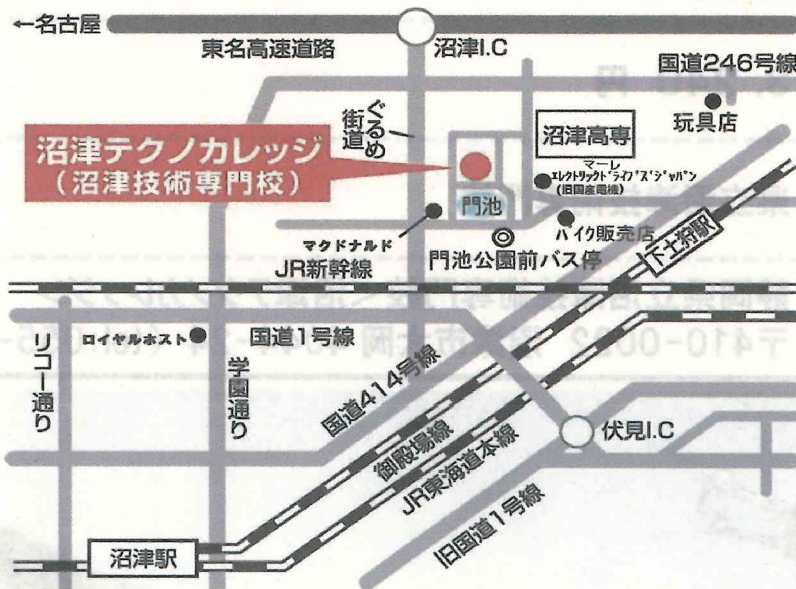 ←名古屋
東名高速道路
沼津I.C
国道246号線
玩具店
ぐるめ
街道
沼津高専
沼津テクノカレッジ
(沼津技術専門校)
マーレ
エレクトリックドライブズジャパン
(旧国産電機)
門池
マクドナルド
バイク販売店
門池公園前バス停
下土狩駅
JR新幹線
ロイヤルホスト
国道1号線
リコー通り
学園通り
国道414号線
御殿場線
JR東海道本線
伏見I.C
旧国道1号線
沼津駅
〒410-0022